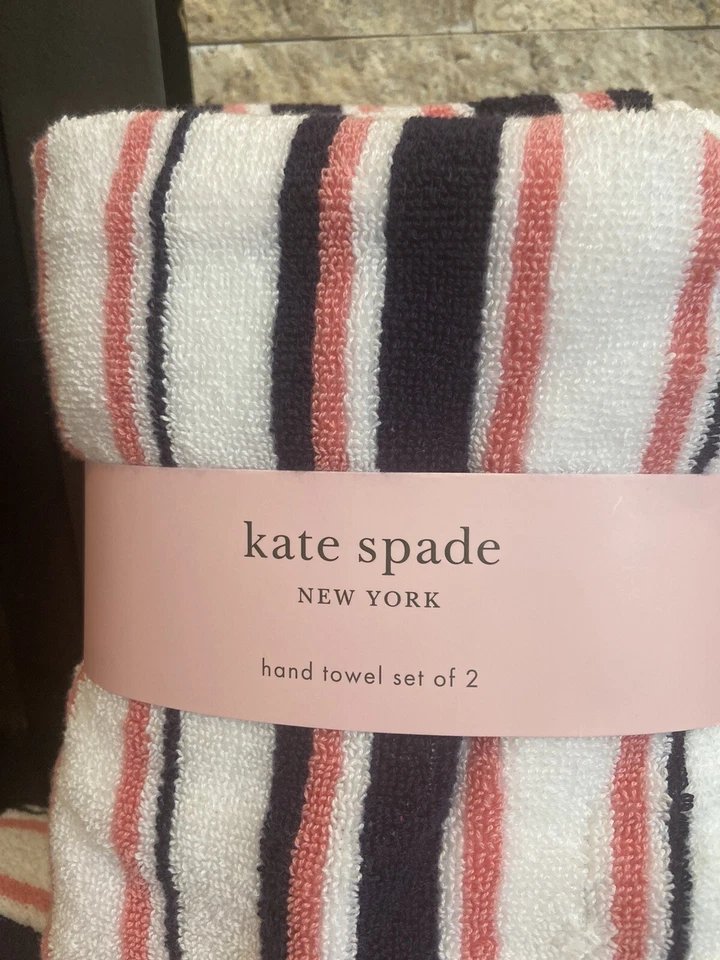 kate spade
NEW YORK
hand towel set of 2